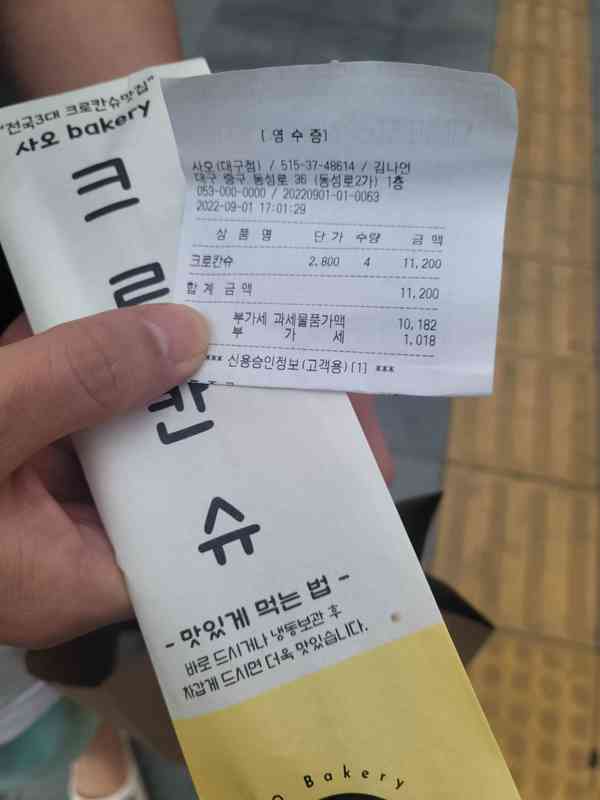 "전국3대 크로칸슈맛집"
사오 bakery
크
로
칸
슈
- 맛있게 먹는 법 -
바로 드시거나 냉동보관 후
차갑게 드시면 더욱 맛있습니다.
Bakery
[영수증]
사오(대구점) / 515-37-48614 / 김나언
대구 중구 동성로 36 (동성로2가) 1층
053-000-0000 / 20220901-01-0063
2022-09-01 17:01:29
상 품 명 단 가 수량 금 액
크로칸슈 2,800 4 11,200
합계 금액 11,200
부가세 과세물품가액 10,182
부 가 세 1,018
*** 신용승인정보(고객용)[1] ***